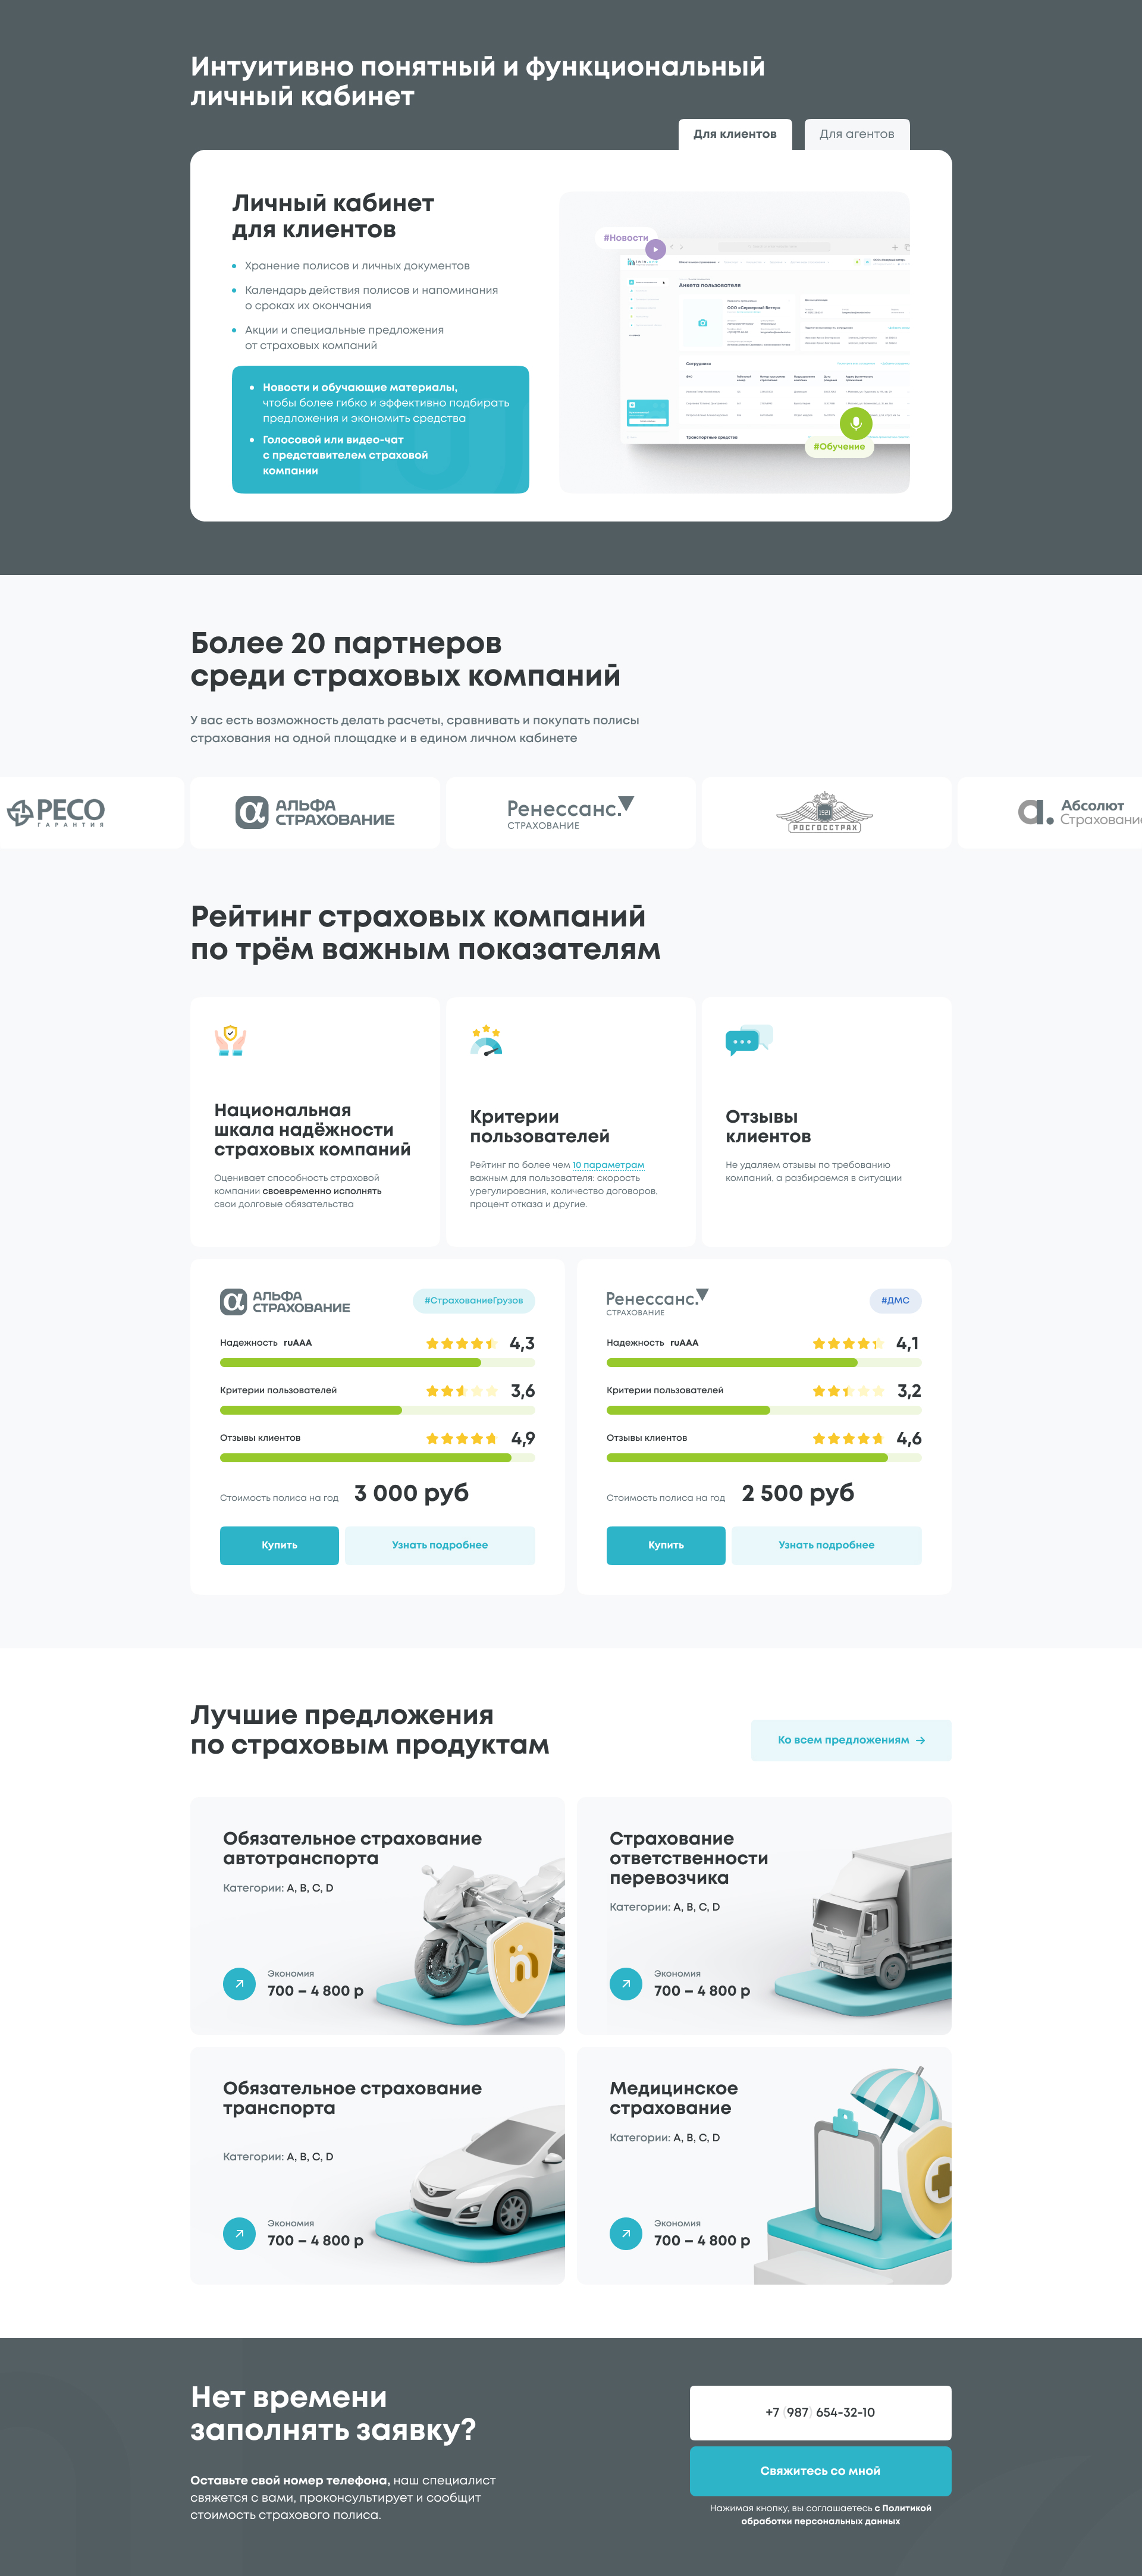 Интуитивно понятный и функциональный
личный кабинет
Для клиентов
Для агентов
Личный кабинет
для клиентов
Хранение полисов и личных документов
Календарь действия полисов и напоминания
о сроках их окончания
Акции и специальные предложения
от страховых компаний
Новости и обучающие материалы,
чтобы более гибко и эффективно подбирать
предложения и экономить средства
Голосовой или видео-чат
с представителем страховой
компании
#Новости
Анкета пользователя
ООО «Северный Ветер»
Сотрудники
Транспортные средства
#Обучение
Более 20 партнеров
среди страховых компаний
У вас есть возможность делать расчеты, сравнивать и покупать полисы
страхования на одной площадке и в едином личном кабинете
РЕСО
ГАРАНТИЯ
АЛЬФА
СТРАХОВАНИЕ
Ренессанс.
СТРАХОВАНИЕ
1921
РОСГОССТРАХ
Абсолют
Страховани
Рейтинг страховых компаний
по трём важным показателям
Национальная
шкала надёжности
страховых компаний
Оценивает способность страховой
компании своевременно исполнять
свои долговые обязательства
Критерии
пользователей
Рейтинг по более чем 10 параметрам
важным для пользователя: скорость
урегулирования, количество договоров,
процент отказа и другие.
Отзывы
клиентов
Не удаляем отзывы по требованию
компаний, а разбираемся в ситуации
АЛЬФА
СТРАХОВАНИЕ
#СтрахованиеГрузов
Надежность ruAAA 4,3
Критерии пользователей 3,6
Отзывы клиентов 4,9
Стоимость полиса на год 3 000 руб
Купить
Узнать подробнее
Ренессанс.
СТРАХОВАНИЕ
#ДМС
Надежность ruAAA 4,1
Критерии пользователей 3,2
Отзывы клиентов 4,6
Стоимость полиса на год 2 500 руб
Купить
Узнать подробнее
Лучшие предложения
по страховым продуктам
Ко всем предложениям →
Обязательное страхование
автотранспорта
Категории: A, B, C, D
Экономия
700 – 4 800 р
Страхование
ответственности
перевозчика
Категории: A, B, C, D
Экономия
700 – 4 800 р
Обязательное страхование
транспорта
Категории: A, B, C, D
Экономия
700 – 4 800 р
Медицинское
страхование
Категории: A, B, C, D
Экономия
700 – 4 800 р
Нет времени
заполнять заявку?
Оставьте свой номер телефона, наш специалист
свяжется с вами, проконсультирует и сообщит
стоимость страхового полиса.
+7 (987) 654-32-10
Свяжитесь со мной
Нажимая кнопку, вы соглашаетесь с Политикой
обработки персональных данных